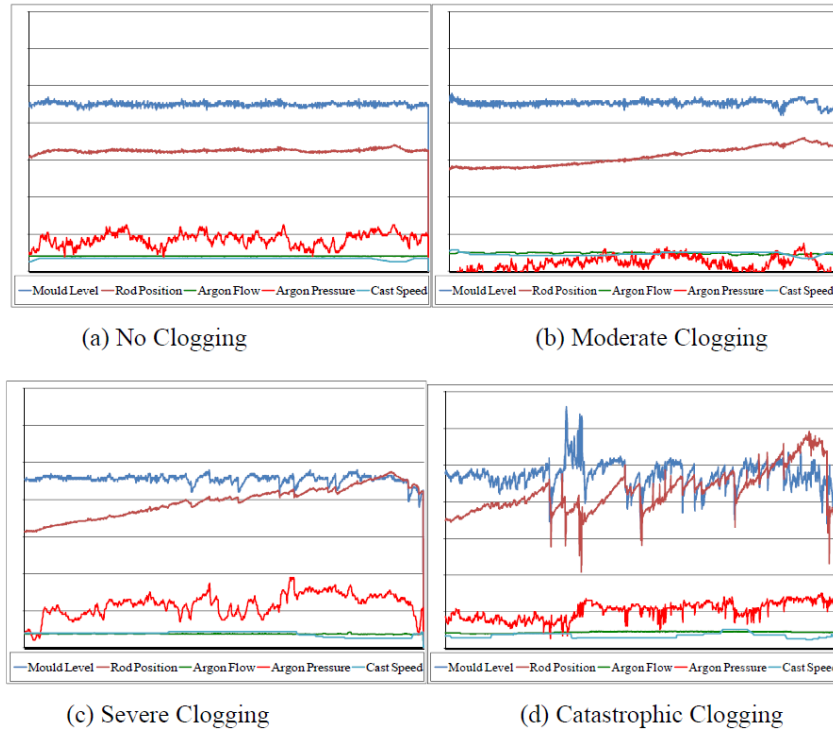 Mould Level Rod Position Argon Flow Argon Pressure Cast Speed
Mould Level Rod Position Argon Flow Argon Pressure Cast Speed
(a) No Clogging
(b) Moderate Clogging
Mould Level Rod Position Argon Flow Argon Pressure Cast Speed
Mould Level Rod Position Argon Flow Argon Pressure Cast Speed
(c) Severe Clogging
(d) Catastrophic Clogging